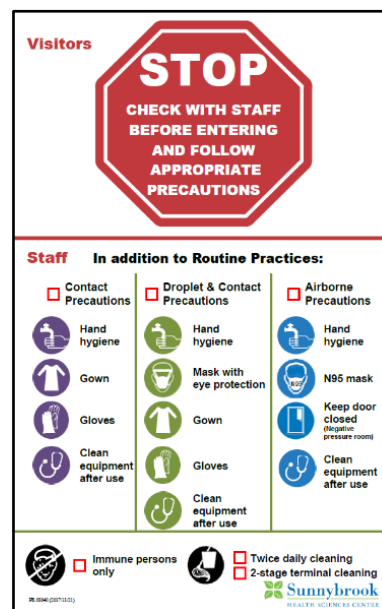 Visitors
STOP
CHECK WITH STAFF
BEFORE ENTERING
AND FOLLOW
APPROPRIATE
PRECAUTIONS
Staff In addition to Routine Practices:
Contact
Precautions
Hand
hygiene
Gown
Gloves
Clean
equipment
after use
Droplet & Contact
Precautions
Hand
hygiene
Mask with
eye protection
Gown
Gloves
Clean
equipment
after use
Airborne
Precautions
Hand
hygiene
N95
N95 mask
Keep door
closed
(Negative
pressure room)
Clean
equipment
after use
Immune persons
only
Twice daily cleaning
2-stage terminal cleaning
Sunnybrook
HEALTH SCIENCES CENTRE